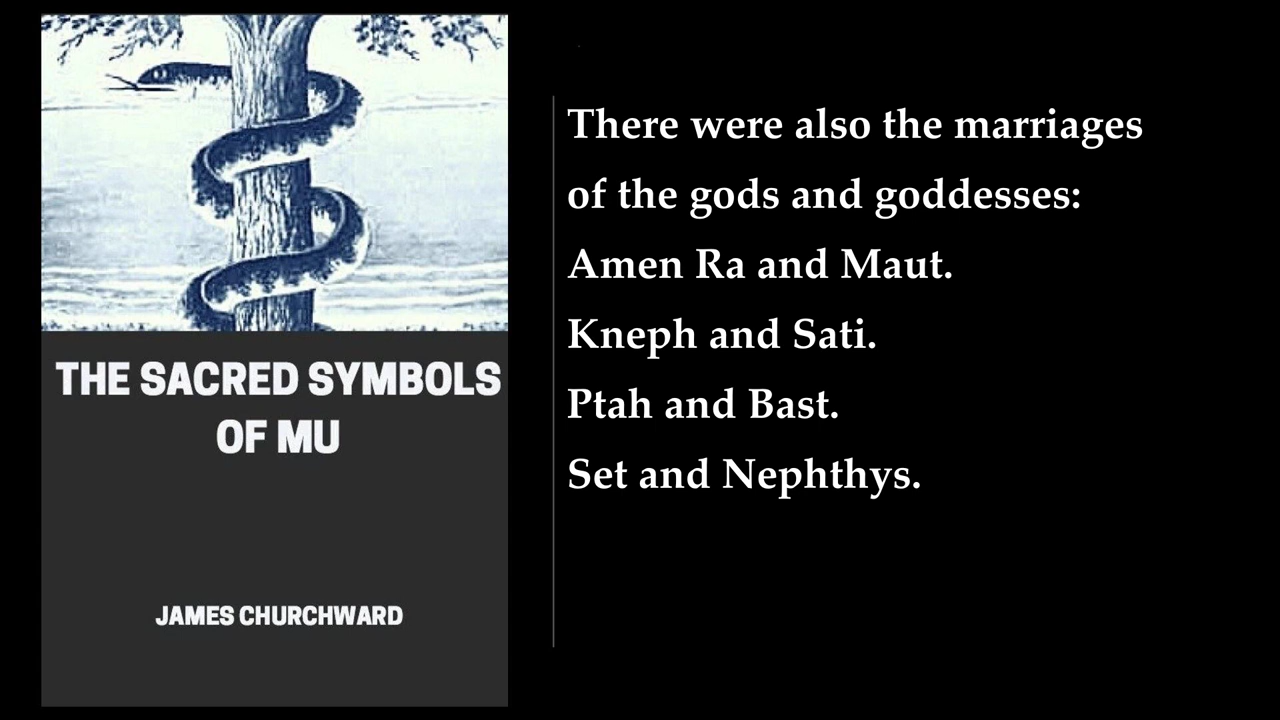 THE SACRED SYMBOLS
OF MU
JAMES CHURCHWARD
There were also the marriages
of the gods and goddesses:
Amen Ra and Maut.
Kneph and Sati.
Ptah and Bast.
Set and Nephthys.